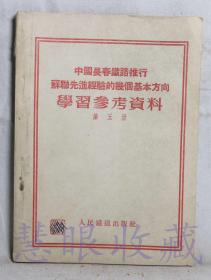 中國長春鐵路推行
蘇聯先進經驗的幾個基本方向
學習參考資料
第五册
人民鐵道出版社
慧眼收藏